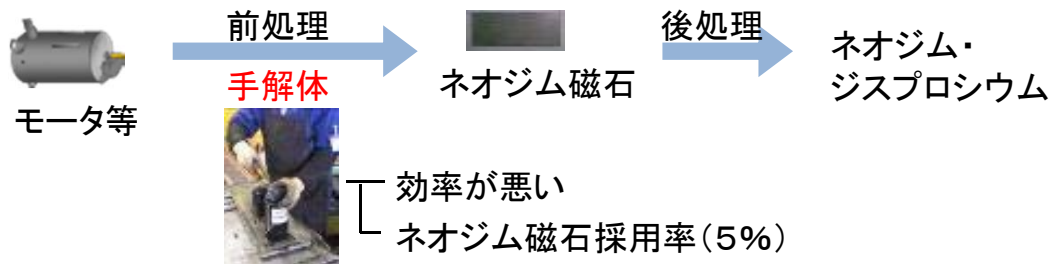 前処理
後処理
手解体
ネオジム磁石
ネオジム・
ジスプロシウム
モータ等
効率が悪い
ネオジム磁石採用率(5%)